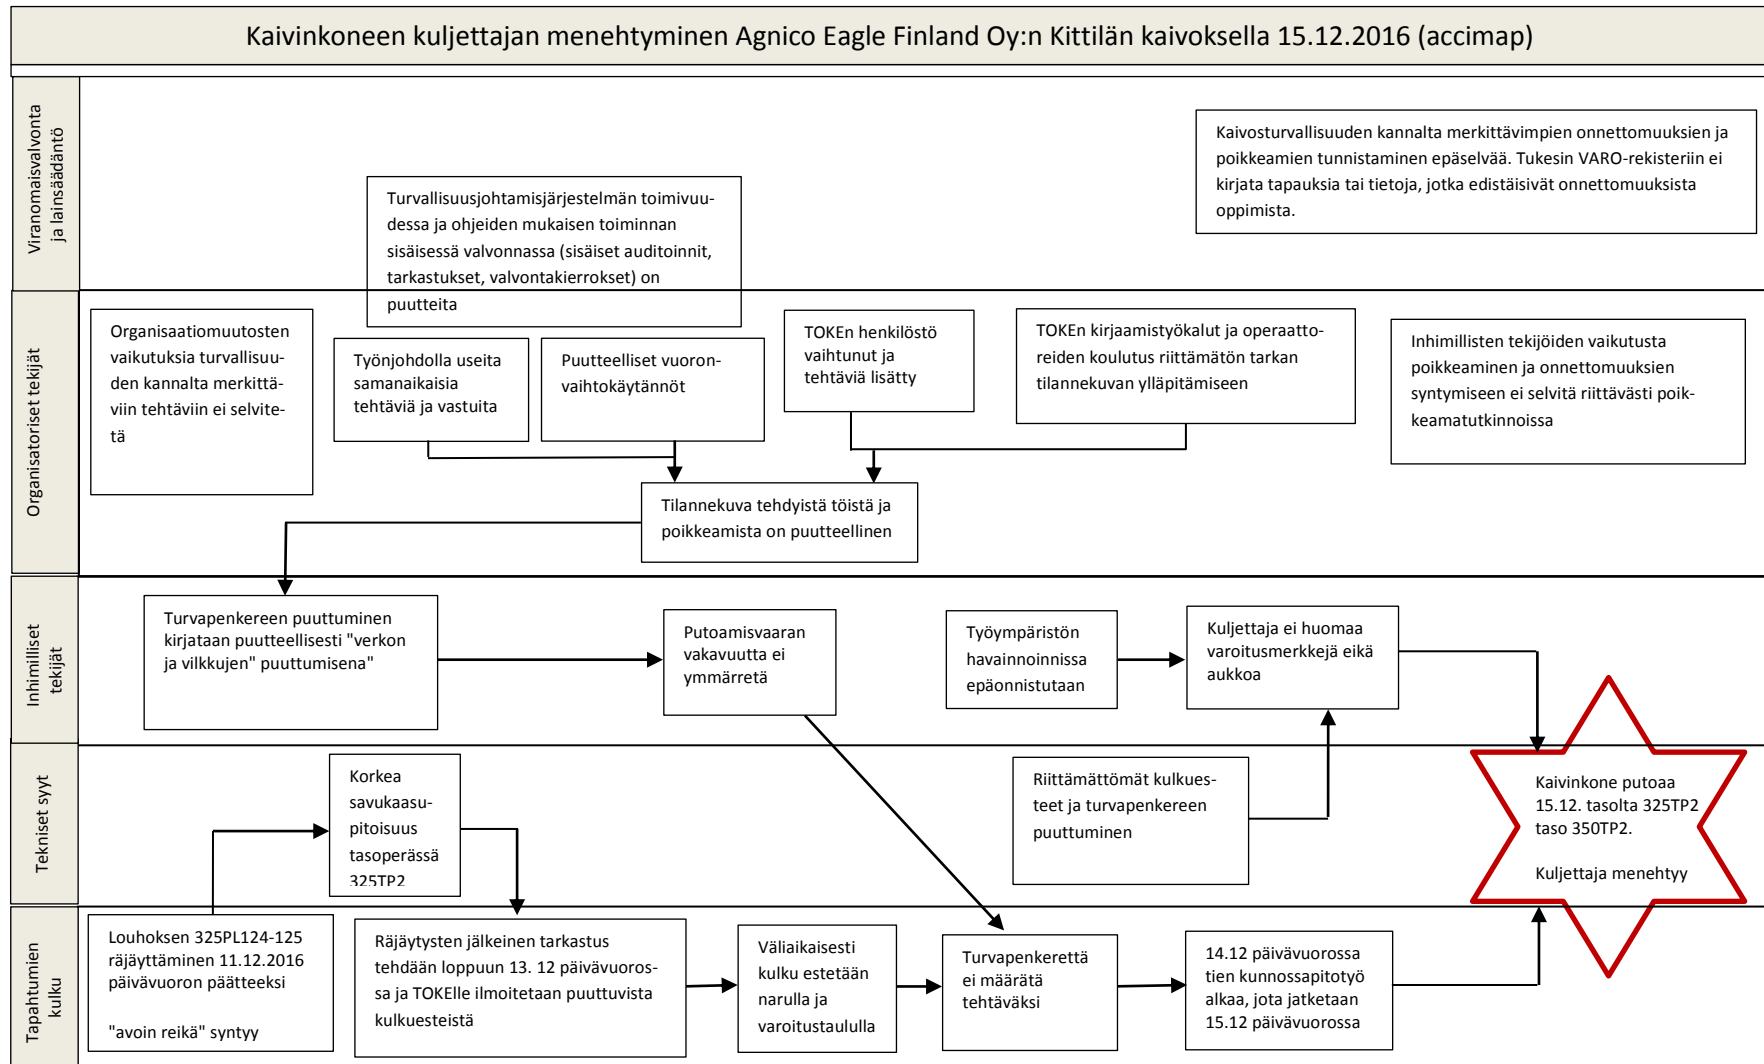 Kaivinkoneen kuljettajan menehtyminen Agnico Eagle Finland Oy:n Kittilän kaivoksella 15.12.2016 (accimap)
Viranomaisvalvonta
ja lainsäädäntö
Turvallisuusjohtamisjärjestelmän toimivuu-
dessa ja ohjeiden mukaisen toiminnan
sisäisessä valvonnassa (sisäiset auditoinnit,
tarkastukset, valvontakierrokset) on
puutteita
Kaivosturvallisuuden kannalta merkittävimpien onnettomuuksien ja
poikkeamien tunnistaminen epäselvää. Tukesin VARO-rekisteriin ei
kirjata tapauksia tai tietoja, jotka edistäisivät onnettomuuksista
oppimista.
Organisatoriset tekijät
Organisaatiomuutosten
vaikutuksia turvallisuu-
den kannalta merkittä-
viin tehtäviin ei selvite-
tä
Työnjohdolla useita
samanaikaisia
tehtäviä ja vastuita
Puutteelliset vuoron-
vaihtokäytännöt
TOKEn henkilöstö
vaihtunut ja
tehtäviä lisätty
TOKEn kirjaamistyökalut ja operaatto-
reiden koulutus riittämätön tarkan
tilannekuvan ylläpitämiseen
Inhimillisten tekijöiden vaikutusta
poikkeaminen ja onnettomuuksien
syntymiseen ei selvitä riittävästi poik-
keamatutkinnoissa
Tilannekuva tehdyistä töistä ja
poikkeamista on puutteellinen
Inhimilliset
tekijät
Turvapenkereen puuttuminen
kirjataan puutteellisesti "verkon
ja vilkkujen" puuttumisena"
Putoamisvaaran
vakavuutta ei
ymmärretä
Työympäristön
havainnoinnissa
epäonnistutaan
Kuljettaja ei huomaa
varoitusmerkkejä eikä
aukkoa
Tekniset syyt
Korkea
savukaasu-
pitoisuus
tasoperässä
325TP2
Riittämättömät kulkues-
teet ja turvapenkereen
puuttuminen
Kaivinkone putoaa
15.12. tasolta 325TP2
taso 350TP2.
Kuljettaja menehtyy
Tapahtumien
kulku
Louhoksen 325PL124-125
räjäyttäminen 11.12.2016
päivävuoron päätteeksi
"avoin reikä" syntyy
Räjäytysten jälkeinen tarkastus
tehdään loppuun 13. 12 päivävuoros-
sa ja TOKElle ilmoitetaan puuttuvista
kulkuesteistä
Väliaikaisesti
kulku estetään
narulla ja
varoitustaululla
Turvapenkerettä
ei määrätä
tehtäväksi
14.12 päivävuorossa
tien kunnossapitotyö
alkaa, jota jatketaan
15.12 päivävuorossa